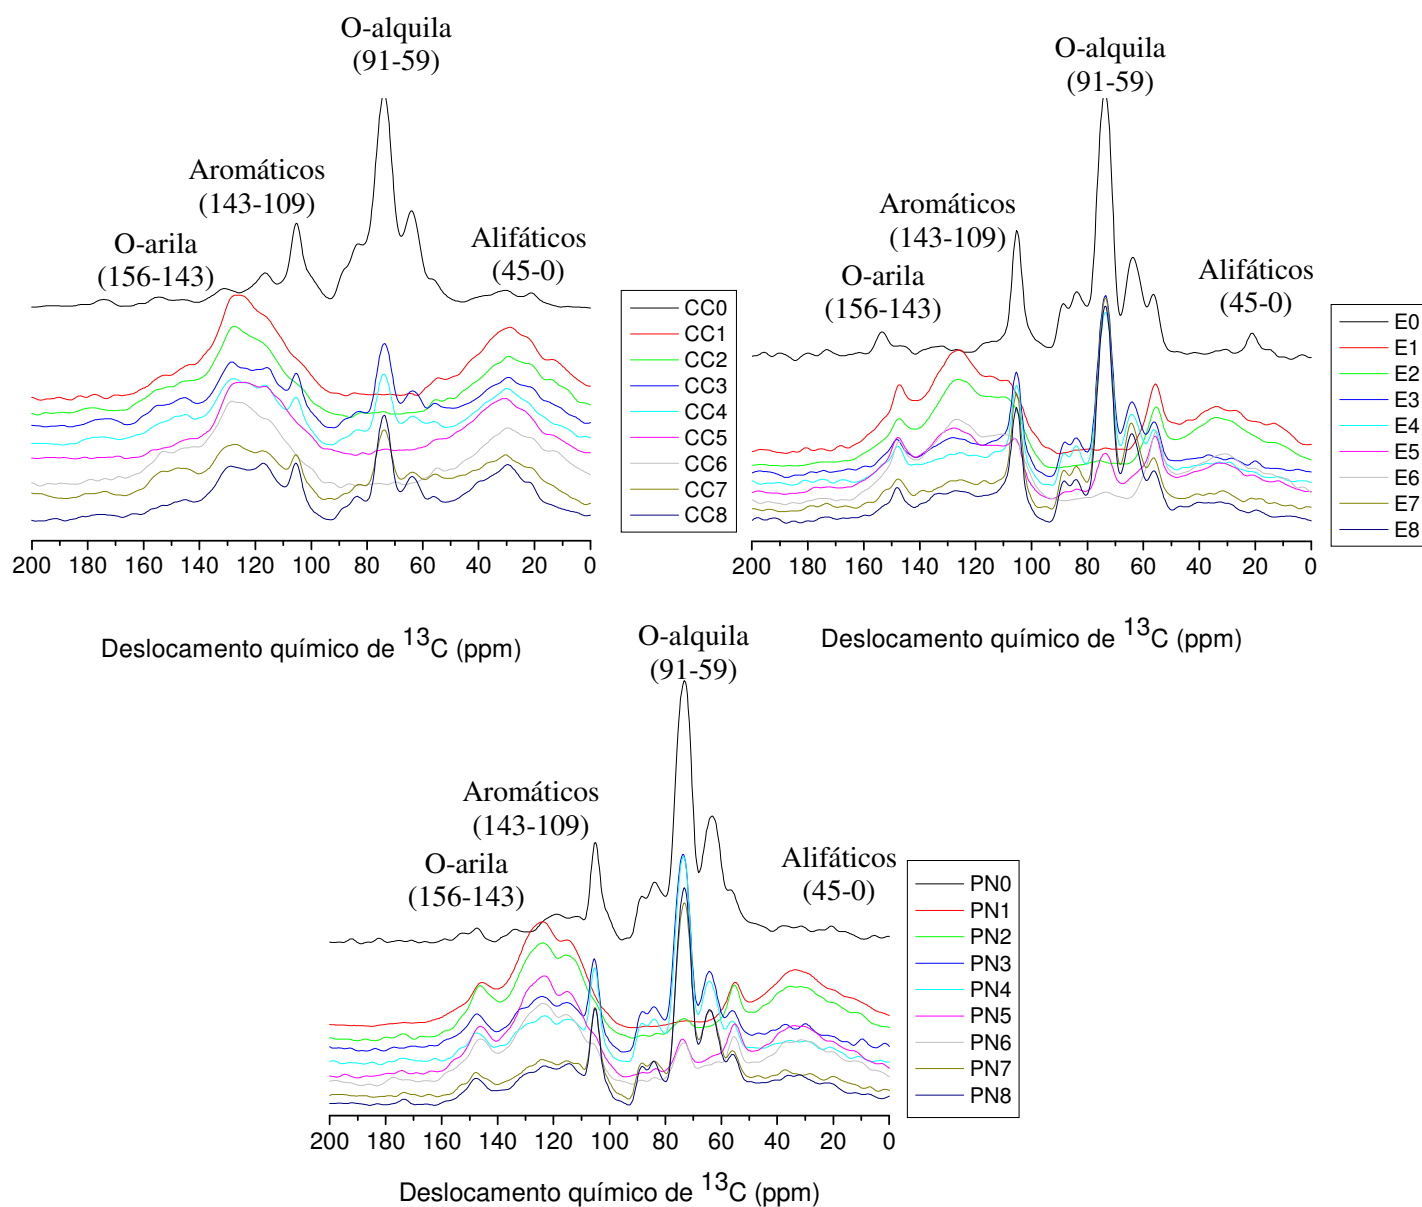 O-alquila
(91-59)
Aromáticos
(143-109)
O-arila
(156-143)
Alifáticos
(45-0)
CC0
CC1
CC2
CC3
CC4
CC5
CC6
CC7
CC8
200 180 160 140 120 100 80 60 40 20 0
Deslocamento químico de 13C (ppm)
O-alquila
(91-59)
Aromáticos
(143-109)
O-arila
(156-143)
Alifáticos
(45-0)
E0
E1
E2
E3
E4
E5
E6
E7
E8
200 180 160 140 120 100 80 60 40 20 0
Deslocamento químico de 13C (ppm)
O-alquila
(91-59)
Aromáticos
(143-109)
O-arila
(156-143)
Alifáticos
(45-0)
PN0
PN1
PN2
PN3
PN4
PN5
PN6
PN7
PN8
200 180 160 140 120 100 80 60 40 20 0
Deslocamento químico de 13C (ppm)